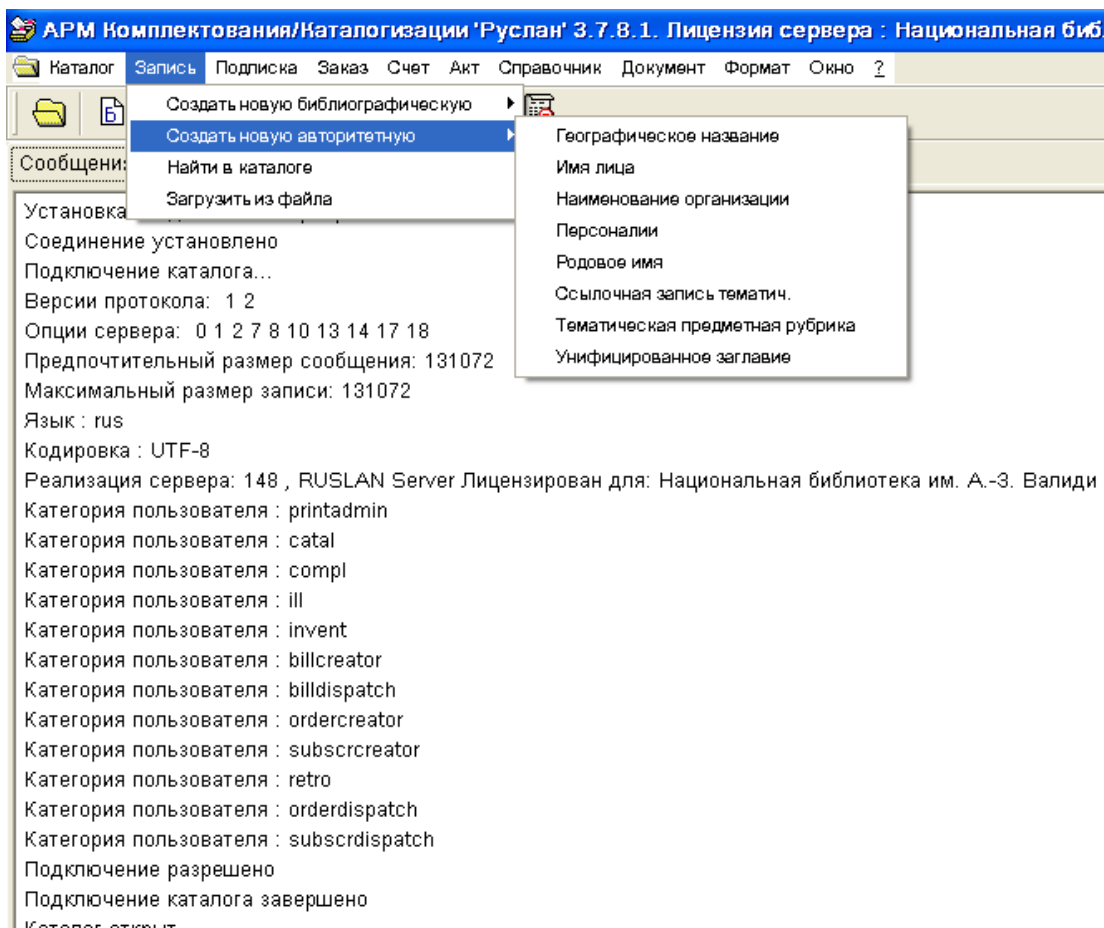 АРМ Комплектования/Каталогизации 'Руслан' 3.7.8.1. Лицензия сервера : Национальная биб
Каталог Запись Подписка Заказ Счет Акт Справочник Документ Формат Окно ?
Создать новую библиографическую
Создать новую авторитетную
Найти в каталоге
Загрузить из файла
Географическое название
Имя лица
Наименование организации
Персоналии
Родовое имя
Ссылочная запись тематич.
Тематическая предметная рубрика
Унифицированное заглавие
Б
Сообщени
Установка
Соединение установлено
Подключение каталога...
Версии протокола: 1 2
Опции сервера: 0 1 2 7 8 10 13 14 17 18
Предпочтительный размер сообщения: 131072
Максимальный размер записи: 131072
Язык : rus
Кодировка : UTF-8
Реализация сервера: 148 , RUSLAN Server Лицензирован для: Национальная библиотека им. А.-З. Валиди
Категория пользователя : printadmin
Категория пользователя : catal
Категория пользователя : compl
Категория пользователя : ill
Категория пользователя : invent
Категория пользователя : billcreator
Категория пользователя : billdispatch
Категория пользователя : ordercreator
Категория пользователя : subscrcreator
Категория пользователя : retro
Категория пользователя : orderdispatch
Категория пользователя : subscrdispatch
Подключение разрешено
Подключение каталога завершено
Каталог открыт